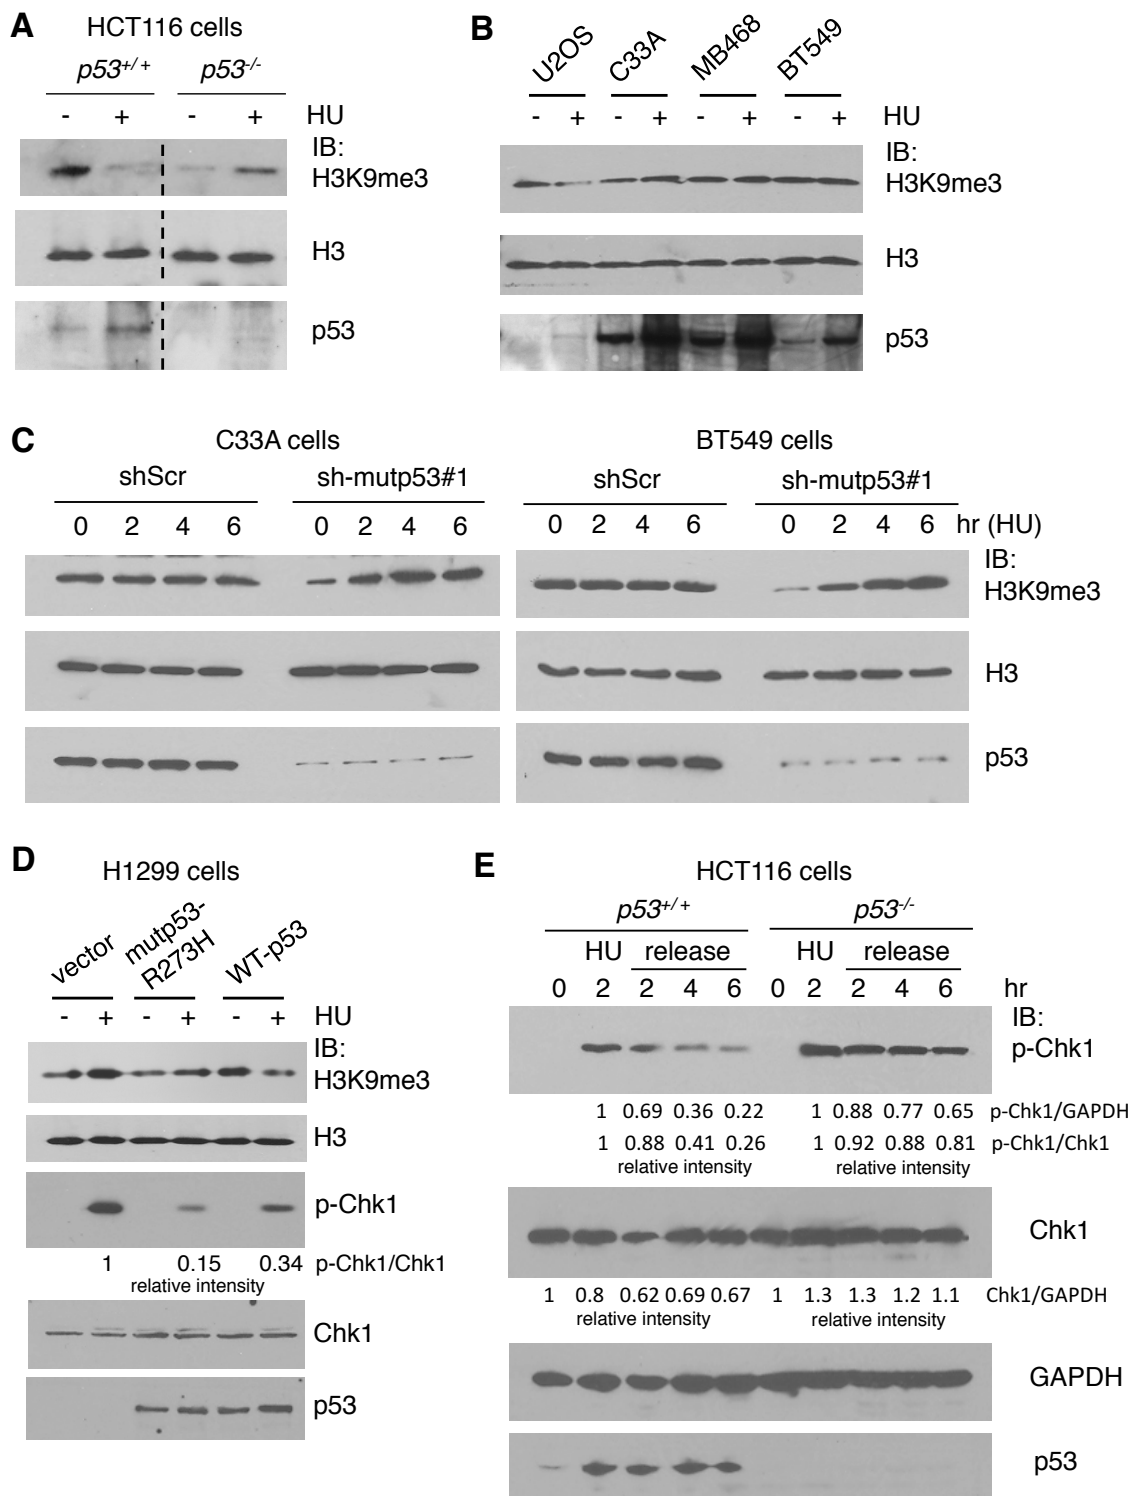 A
HCT116 cells
p53+/+ p53-/-
- + - + HU
IB:
H3K9me3
H3
p53
B
U2OS C33A MB468 BT549
- + - + - + - + HU
IB:
H3K9me3
H3
p53
C
C33A cells
shScr sh-mutp53#1
0 2 4 6 0 2 4 6
BT549 cells
shScr sh-mutp53#1
0 2 4 6 0 2 4 6 hr (HU)
IB:
H3K9me3
H3
p53
D
H1299 cells
vector mutp53-
R273H WT-p53
- + - + - + HU
IB:
H3K9me3
H3
p-Chk1
1 0.15 0.34 p-Chk1/Chk1
relative intensity
Chk1
p53
E
HCT116 cells
p53+/+ p53-/-
HU release HU release
0 2 2 4 6 0 2 2 4 6 hr
IB:
p-Chk1
1 0.69 0.36 0.22 1 0.88 0.77 0.65 p-Chk1/GAPDH
1 0.88 0.41 0.26 1 0.92 0.88 0.81 p-Chk1/Chk1
relative intensity relative intensity
Chk1
1 0.8 0.62 0.69 0.67 1 1.3 1.3 1.2 1.1 Chk1/GAPDH
relative intensity relative intensity
GAPDH
p53